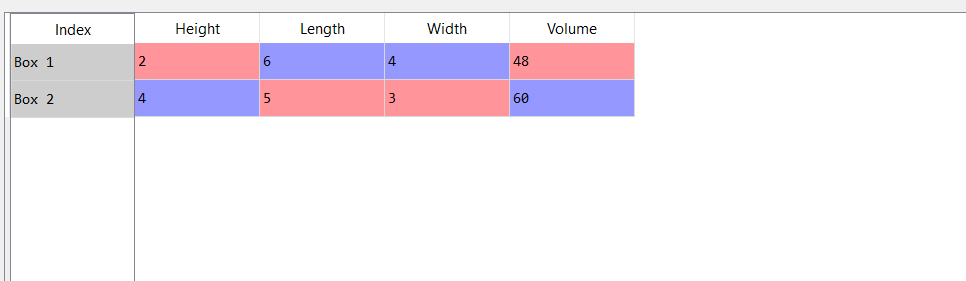 Index Height Length Width Volume
Box 1 2 6 4 48
Box 2 4 5 3 60